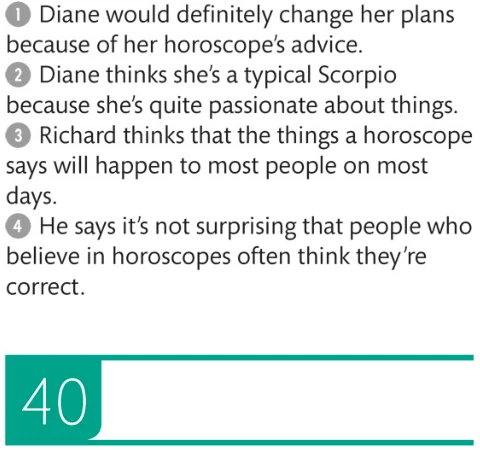 1 Diane would definitely change her plans
because of her horoscope's advice.
2 Diane thinks she's a typical Scorpio
because she's quite passionate about things.
3 Richard thinks that the things a horoscope
says will happen to most people on most
days.
4 He says it's not surprising that people who
believe in horoscopes often think they're
correct.
40